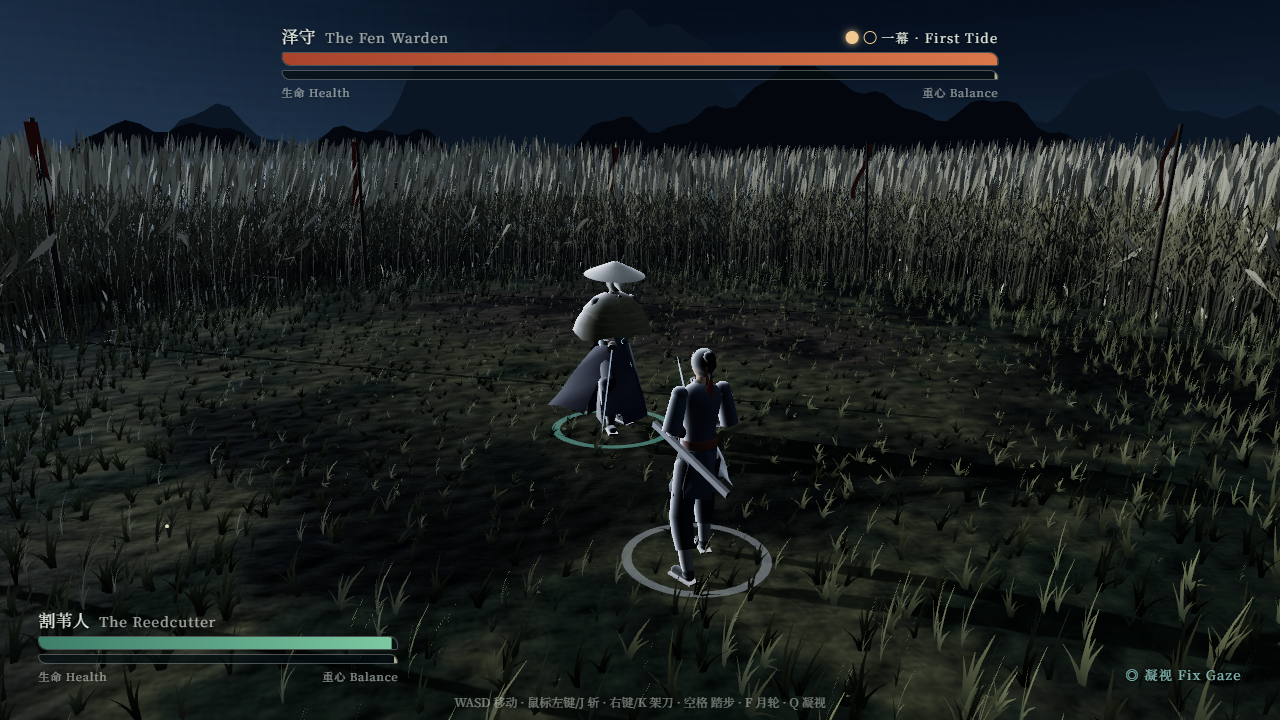 泽守 The Fen Warden
一幕 · First Tide
生命 Health
重心 Balance
割苇人 The Reedcutter
生命 Health
重心 Balance
◎ 凝视 Fix Gaze
WASD 移动 · 鼠标左键/J 斩 · 右键/K 架刀 · 空格 踏步 · F 月轮 · Q 凝视